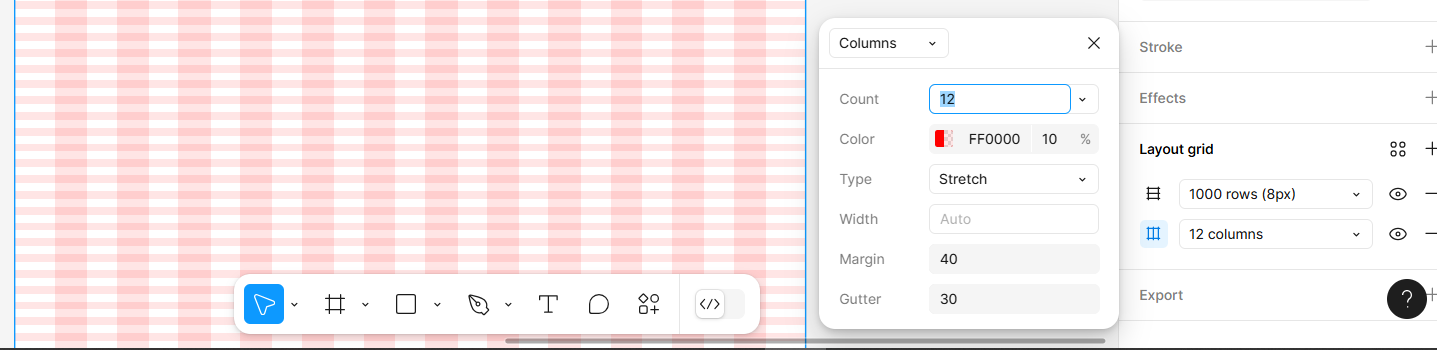 Columns
Count 12
Color FF0000 10 %
Type Stretch
Width Auto
Margin 40
Gutter 30
Stroke
Effects
Layout grid
1000 rows (8px)
12 columns
Export
?
T